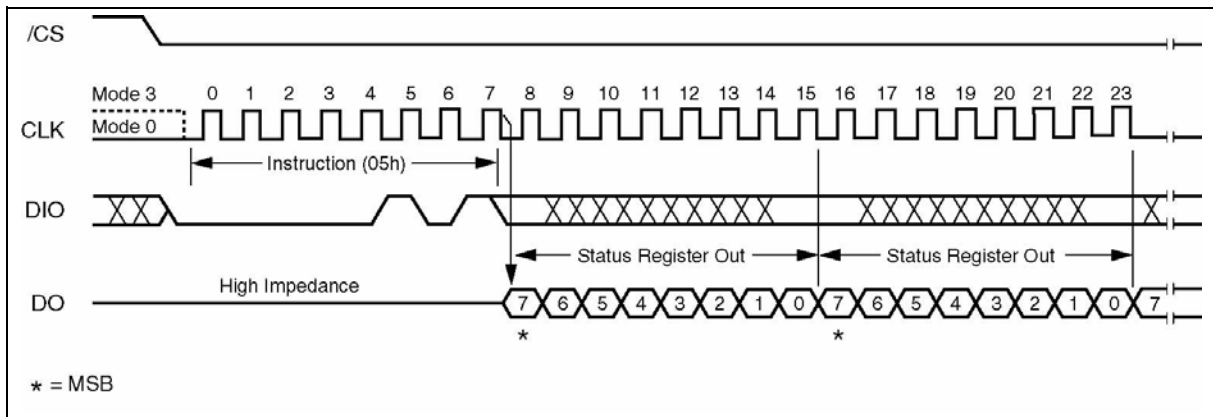 /CS
Mode 3
0 1 2 3 4 5 6 7 8 9 10 11 12 13 14 15 16 17 18 19 20 21 22 23
CLK
Mode 0
Instruction (05h)
DIO
Status Register Out
Status Register Out
High Impedance
DO
7 6 5 4 3 2 1 0 7 6 5 4 3 2 1 0 7
* *
* = MSB